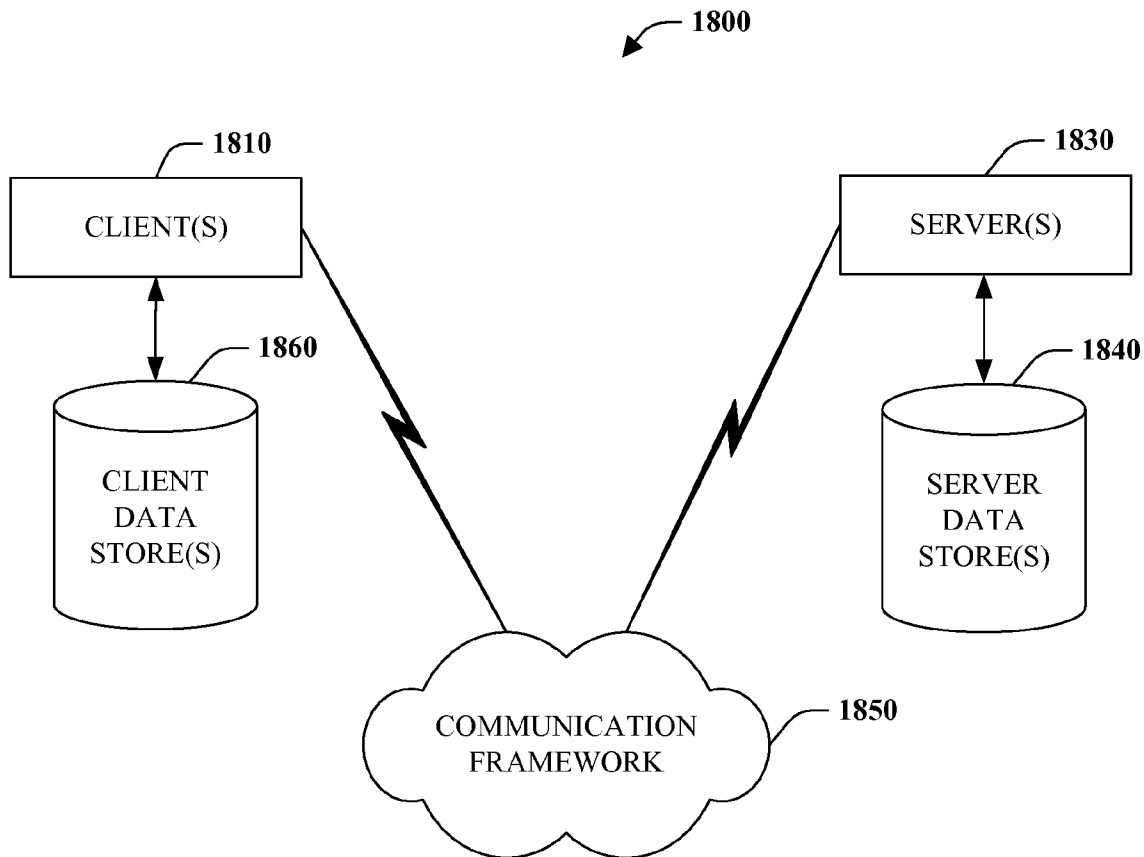 1800
1810
CLIENT(S)
1830
SERVER(S)
1860
CLIENT
DATA
STORE(S)
1840
SERVER
DATA
STORE(S)
COMMUNICATION
FRAMEWORK
1850